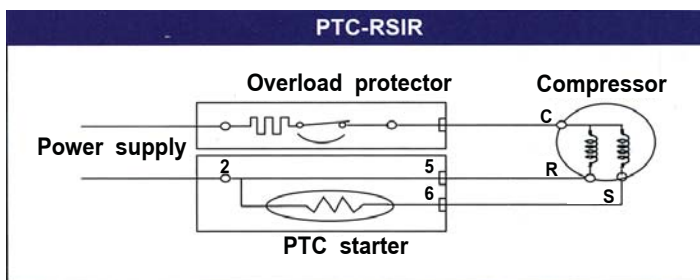 PTC-RSIR
Overload protector
Compressor
C
Power supply
2
5
R
6
S
PTC starter